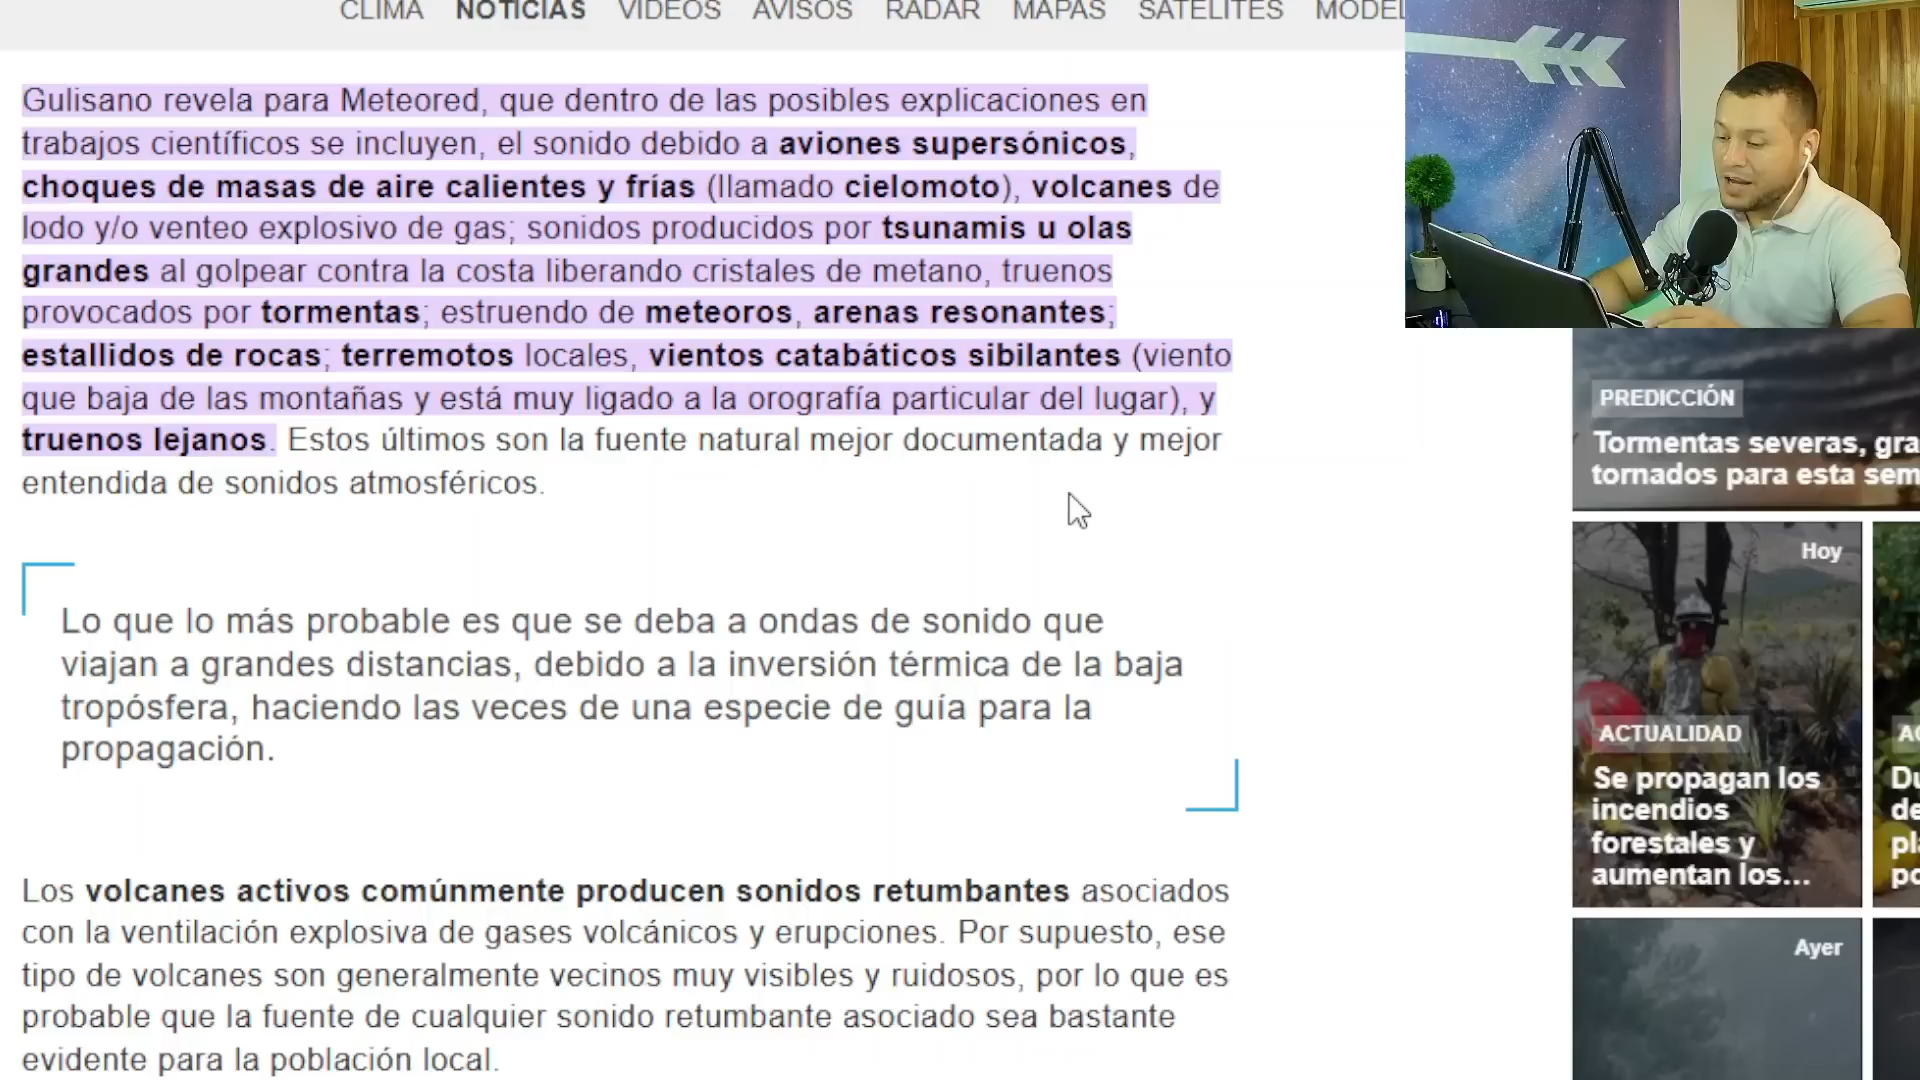 CLIMA NOTICIAS VIDEOS AVISOS RADAR MAPAS SATÉLITES MODEL
Gulisano revela para Meteored, que dentro de las posibles explicaciones en
trabajos científicos se incluyen, el sonido debido a aviones supersónicos,
choques de masas de aire calientes y frías (llamado cielomoto), volcanes de
lodo y/o venteo explosivo de gas; sonidos producidos por tsunamis u olas
grandes al golpear contra la costa liberando cristales de metano, truenos
provocados por tormentas; estruendo de meteoros, arenas resonantes;
estallidos de rocas; terremotos locales, vientos catabáticos sibilantes (viento
que baja de las montañas y está muy ligado a la orografía particular del lugar), y
truenos lejanos. Estos últimos son la fuente natural mejor documentada y mejor
entendida de sonidos atmosféricos.
Lo que lo más probable es que se deba a ondas de sonido que
viajan a grandes distancias, debido a la inversión térmica de la baja
tropósfera, haciendo las veces de una especie de guía para la
propagación.
Los volcanes activos comúnmente producen sonidos retumbantes asociados
con la ventilación explosiva de gases volcánicos y erupciones. Por supuesto, ese
tipo de volcanes son generalmente vecinos muy visibles y ruidosos, por lo que es
probable que la fuente de cualquier sonido retumbante asociado sea bastante
evidente para la población local.
PREDICCIÓN
Tormentas severas, gra
tornados para esta sem
Hoy
ACTUALIDAD
Se propagan los
incendios
forestales y
aumentan los...
AC
Du
de
pla
po
Ayer